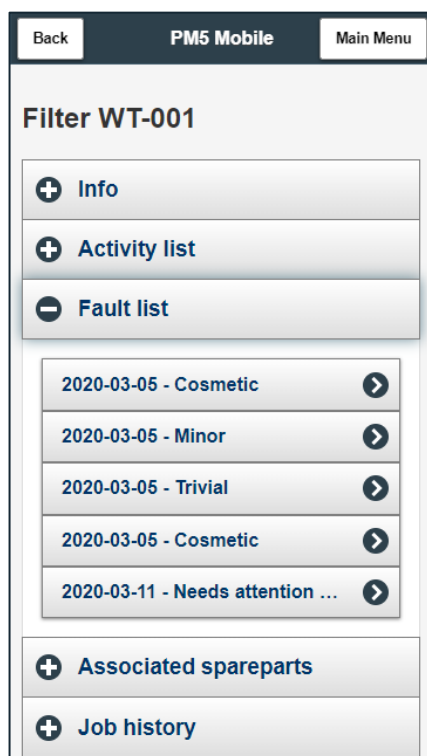 Back PM5 Mobile Main Menu
Filter WT-001
Info
Activity list
Fault list
2020-03-05 - Cosmetic
2020-03-05 - Minor
2020-03-05 - Trivial
2020-03-05 - Cosmetic
2020-03-11 - Needs attention ...
Associated spareparts
Job history